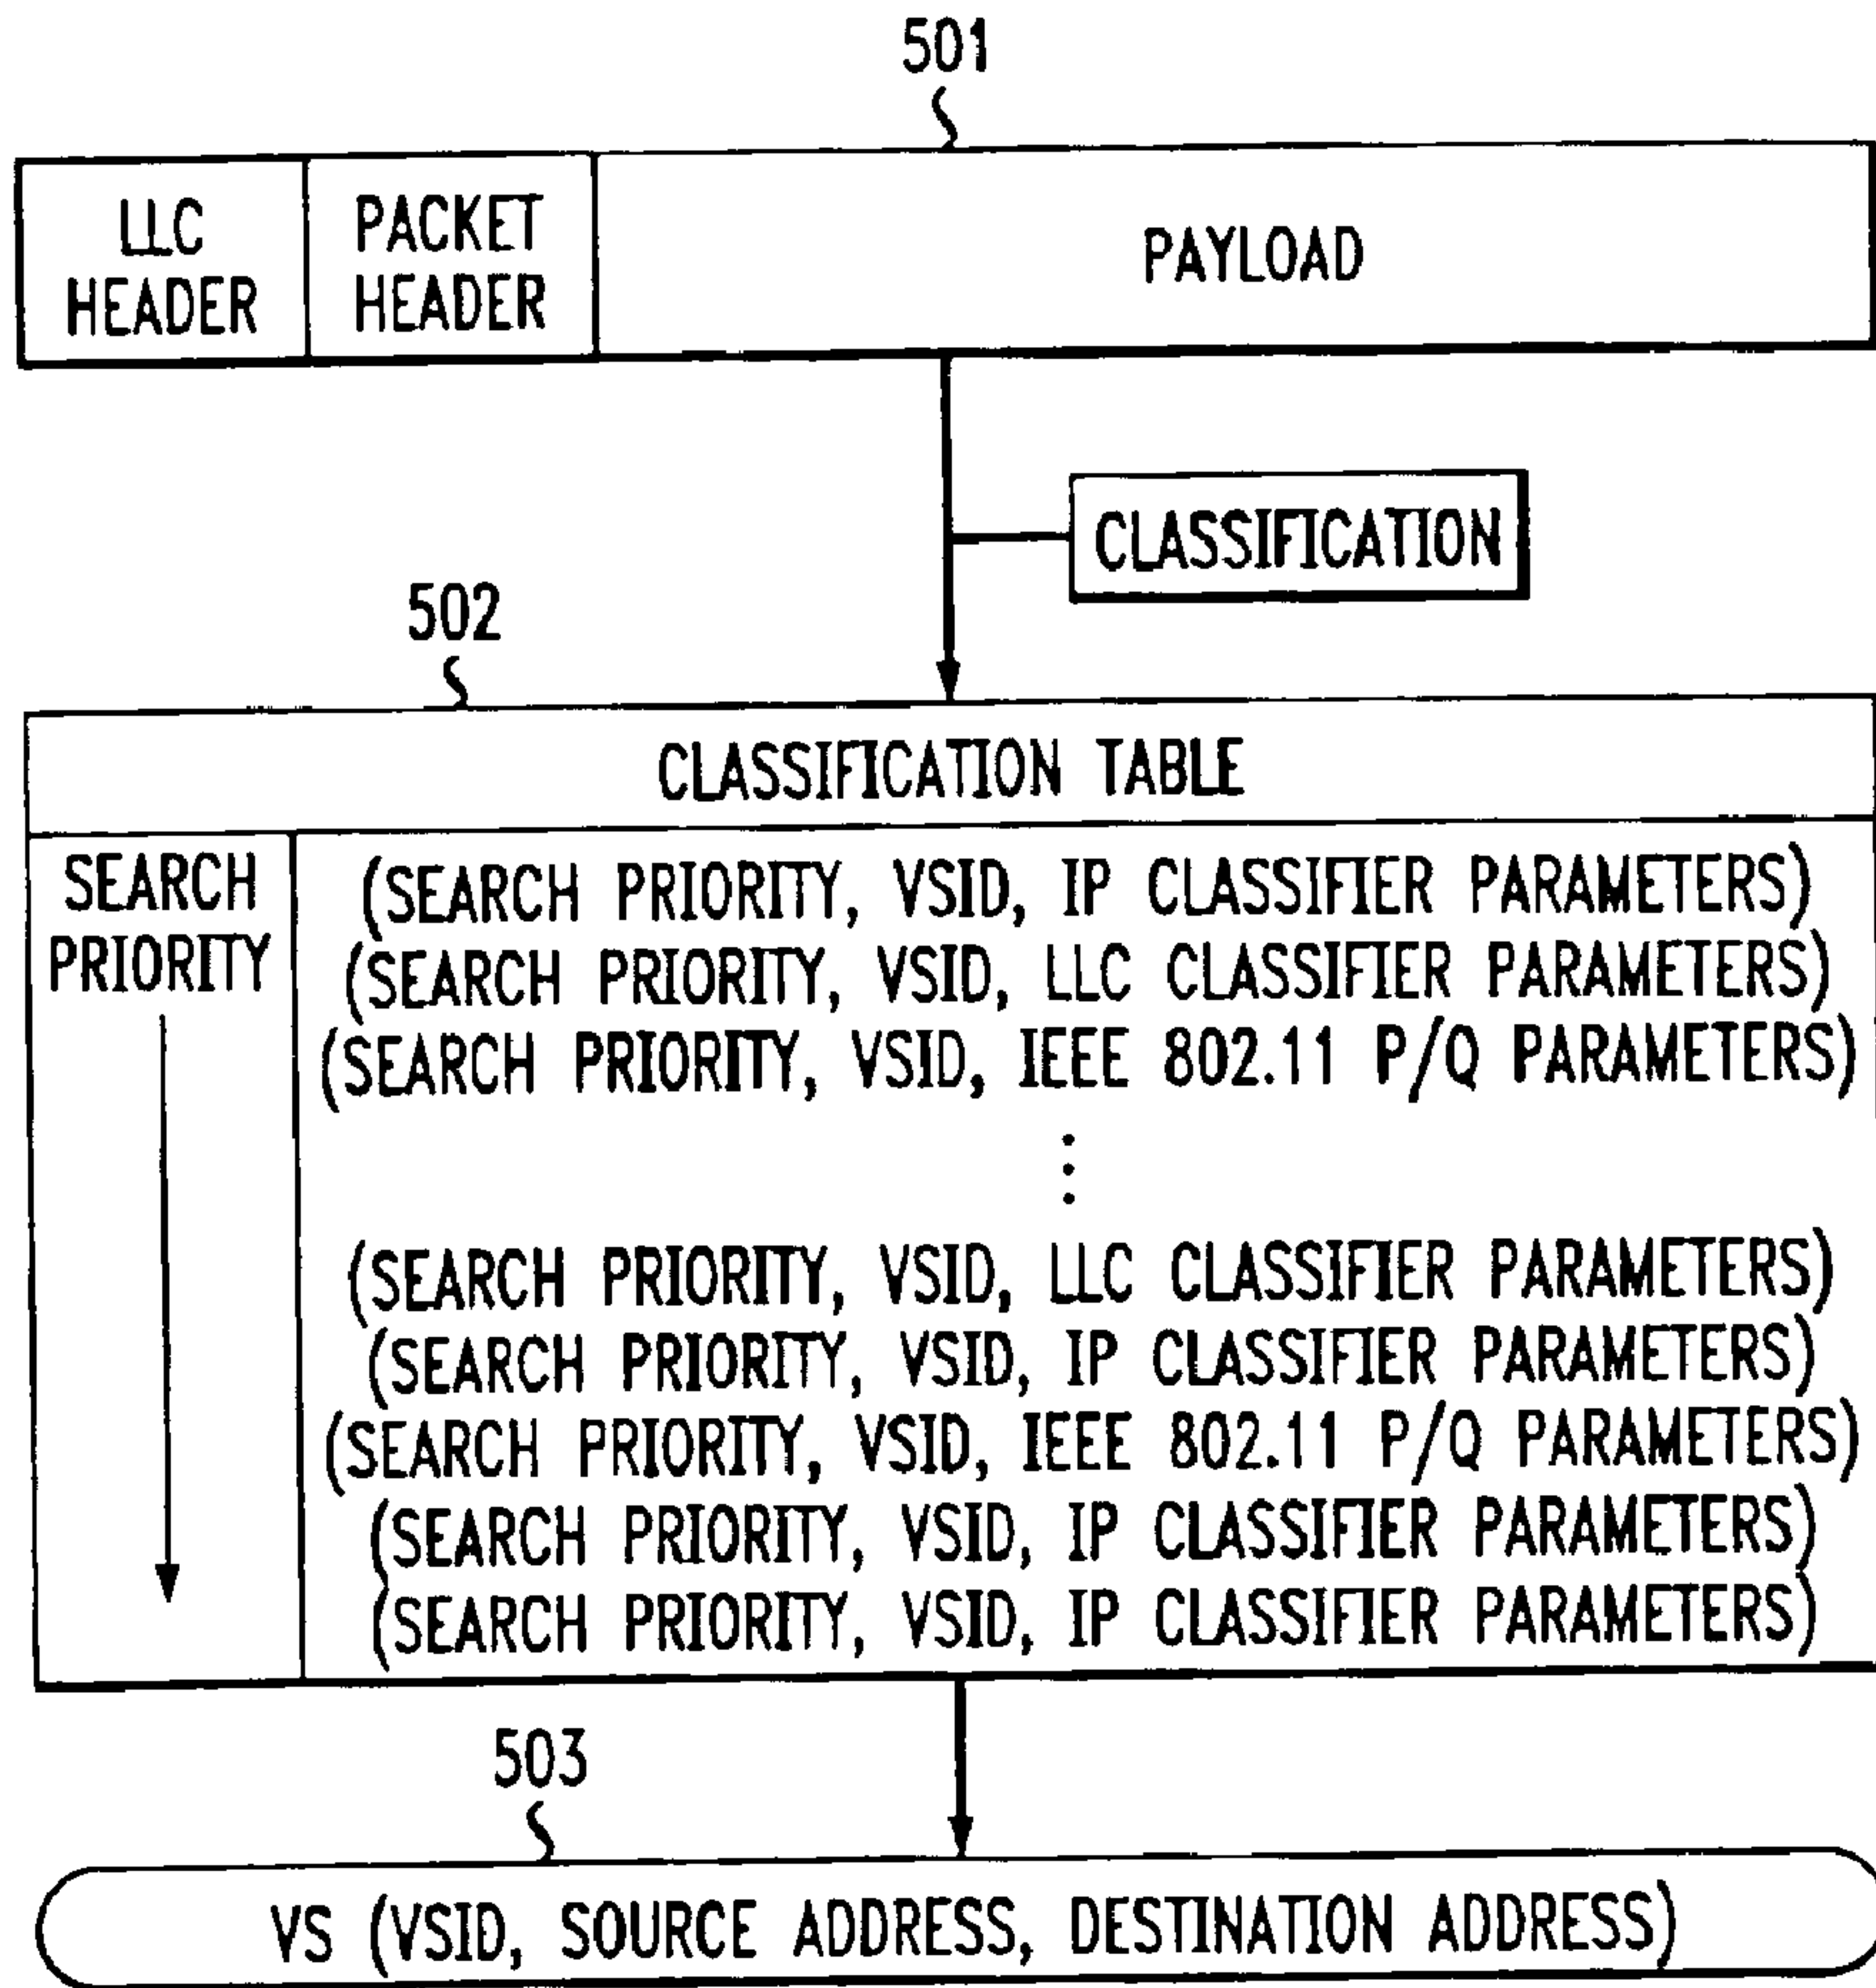 501
LLC
HEADER
PACKET
HEADER
PAYLOAD
CLASSIFICATION
502
CLASSIFICATION TABLE
SEARCH
PRIORITY
(SEARCH PRIORITY, VSID, IP CLASSIFIER PARAMETERS)
(SEARCH PRIORITY, VSID, LLC CLASSIFIER PARAMETERS)
(SEARCH PRIORITY, VSID, IEEE 802.11 P/Q PARAMETERS)
⋮
(SEARCH PRIORITY, VSID, LLC CLASSIFIER PARAMETERS)
(SEARCH PRIORITY, VSID, IP CLASSIFIER PARAMETERS)
(SEARCH PRIORITY, VSID, IEEE 802.11 P/Q PARAMETERS)
(SEARCH PRIORITY, VSID, IP CLASSIFIER PARAMETERS)
(SEARCH PRIORITY, VSID, IP CLASSIFIER PARAMETERS)
503
VS (VSID, SOURCE ADDRESS, DESTINATION ADDRESS)